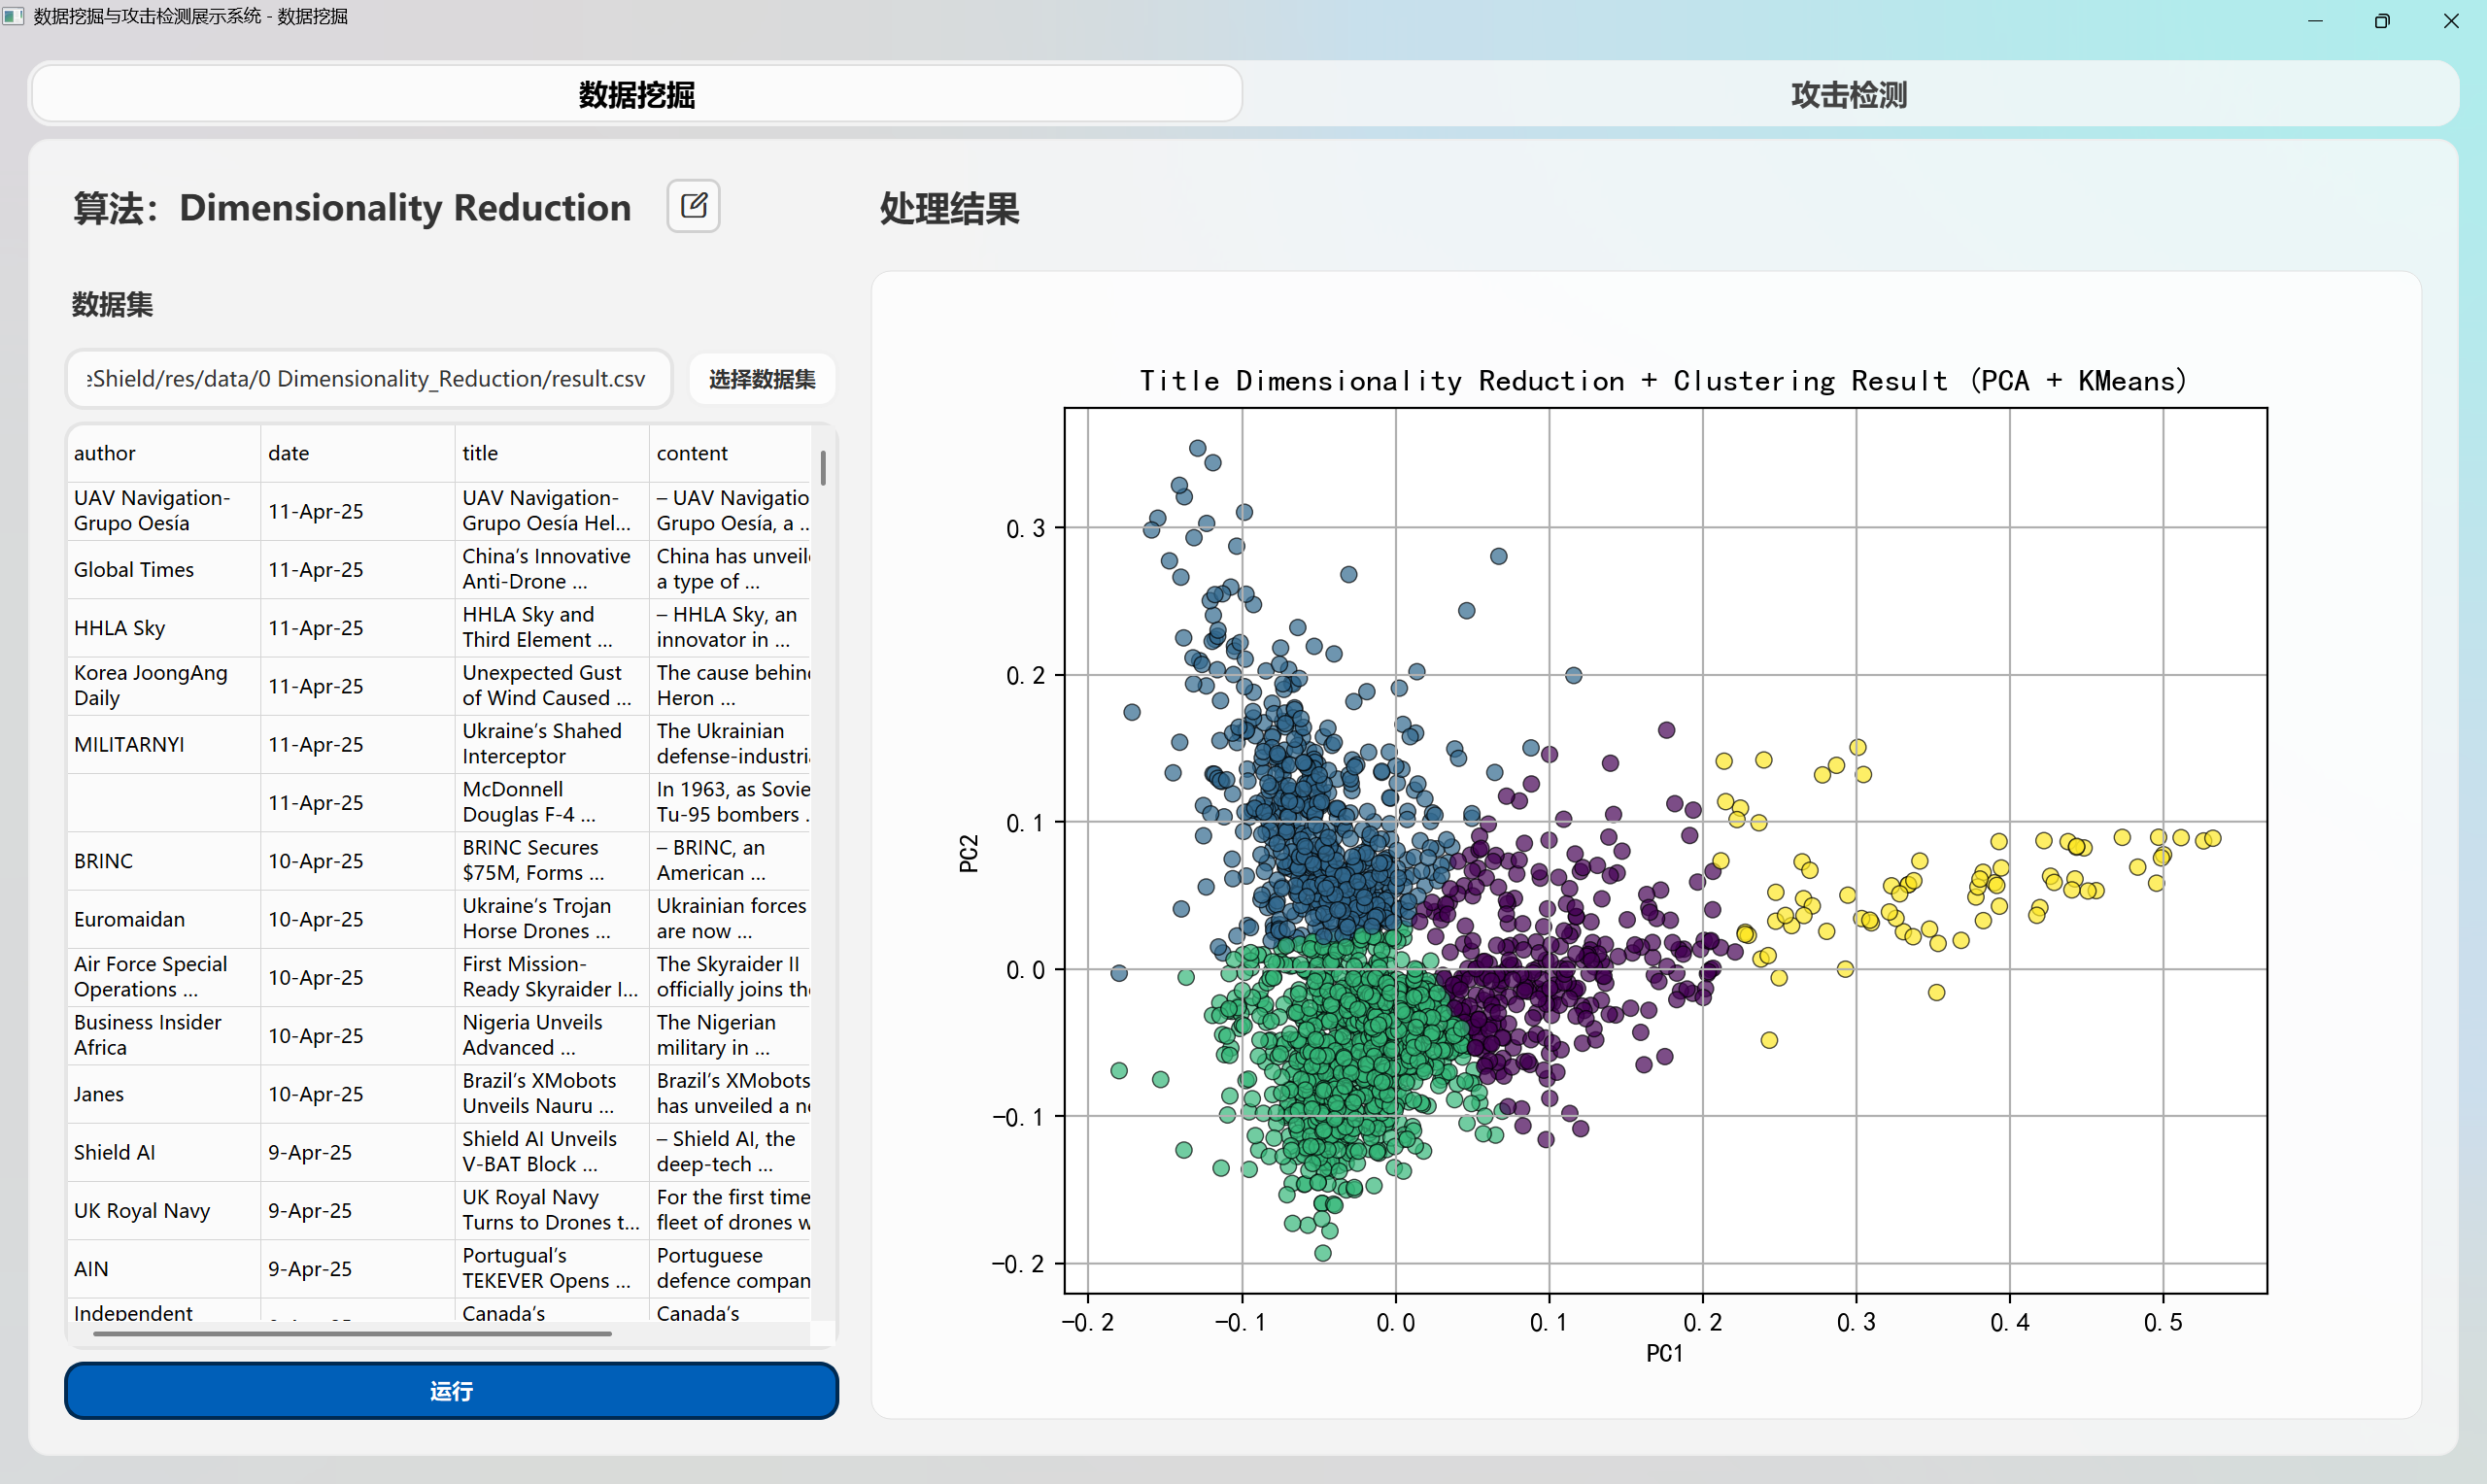 数据挖掘与攻击检测展示系统 - 数据挖掘
数据挖掘
攻击检测
算法：Dimensionality Reduction
处理结果
数据集
eShield/res/data/0 Dimensionality_Reduction/result.csv
选择数据集
author date title content
UAV Navigation-
Grupo Oesía
11-Apr-25
UAV Navigation-
Grupo Oesía Hel...
– UAV Navigatio
Grupo Oesía, a ..
Global Times
11-Apr-25
China’s Innovative
Anti-Drone ...
China has unveil
a type of ...
HHLA Sky
11-Apr-25
HHLA Sky and
Third Element ...
– HHLA Sky, an
innovator in ...
Korea JoongAng
Daily
11-Apr-25
Unexpected Gust
of Wind Caused ...
The cause behin
Heron ...
MILITARNYI
11-Apr-25
Ukraine’s Shahed
Interceptor
The Ukrainian
defense-industri
11-Apr-25
McDonnell
Douglas F-4 ...
In 1963, as Sovie
Tu-95 bombers .
BRINC
10-Apr-25
BRINC Secures
$75M, Forms ...
– BRINC, an
American ...
Euromaidan
10-Apr-25
Ukraine’s Trojan
Horse Drones ...
Ukrainian forces
are now ...
Air Force Special
Operations ...
10-Apr-25
First Mission-
Ready Skyraider I...
The Skyraider II
officially joins th
Business Insider
Africa
10-Apr-25
Nigeria Unveils
Advanced ...
The Nigerian
military in ...
Janes
10-Apr-25
Brazil’s XMobots
Unveils Nauru ...
Brazil’s XMobots
has unveiled a n
Shield AI
9-Apr-25
Shield AI Unveils
V-BAT Block ...
– Shield AI, the
deep-tech ...
UK Royal Navy
9-Apr-25
UK Royal Navy
Turns to Drones t...
For the first time
fleet of drones w
AIN
9-Apr-25
Portugual’s
TEKEVER Opens ...
Portuguese
defence compan
Independent
Canada’s
Canada’s
运行
Title Dimensionality Reduction + Clustering Result (PCA + KMeans)
PC2
0.3
0.2
0.1
0.0
−0.1
−0.2
−0.2 −0.1 0.0 0.1 0.2 0.3 0.4 0.5
PC1